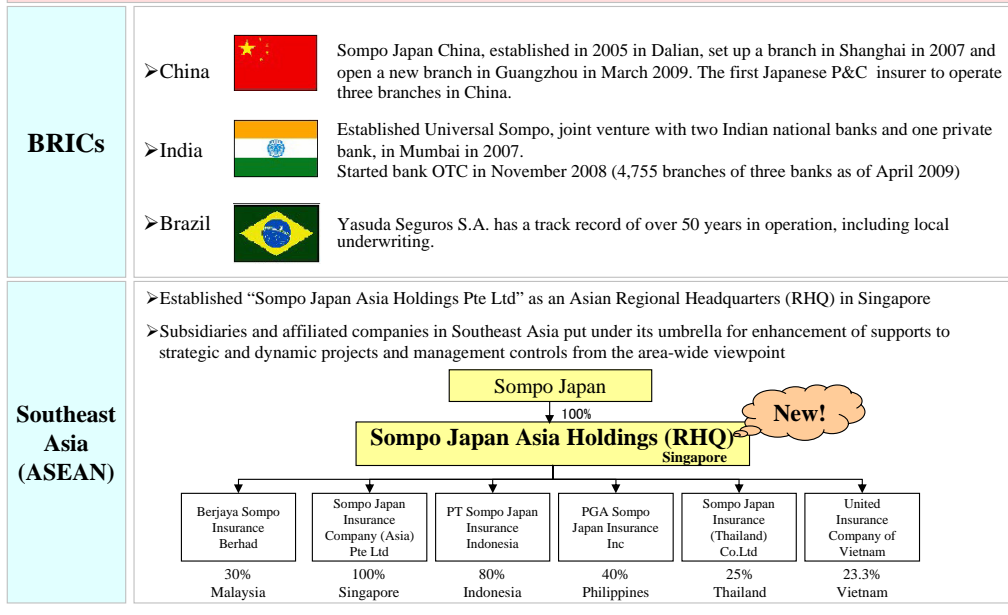 BRICs
➢China
Sompo Japan China, established in 2005 in Dalian, set up a branch in Shanghai in 2007 and
open a new branch in Guangzhou in March 2009. The first Japanese P&C insurer to operate
three branches in China.
➢India
Established Universal Sompo, joint venture with two Indian national banks and one private
bank, in Mumbai in 2007.
Started bank OTC in November 2008 (4,755 branches of three banks as of April 2009)
➢Brazil
Yasuda Seguros S.A. has a track record of over 50 years in operation, including local
underwriting.
Southeast
Asia
(ASEAN)
➢Established “Sompo Japan Asia Holdings Pte Ltd” as an Asian Regional Headquarters (RHQ) in Singapore
➢Subsidiaries and affiliated companies in Southeast Asia put under its umbrella for enhancement of supports to
strategic and dynamic projects and management controls from the area-wide viewpoint
Sompo Japan
100%
New!
Sompo Japan Asia Holdings (RHQ)
Singapore
Berjaya Sompo
Insurance
Berhad
30%
Malaysia
Sompo Japan
Insurance
Company (Asia)
Pte Ltd
100%
Singapore
PT Sompo Japan
Insurance
Indonesia
80%
Indonesia
PGA Sompo
Japan Insurance
Inc
40%
Philippines
Sompo Japan
Insurance
(Thailand)
Co.Ltd
25%
Thailand
United
Insurance
Company of
Vietnam
23.3%
Vietnam